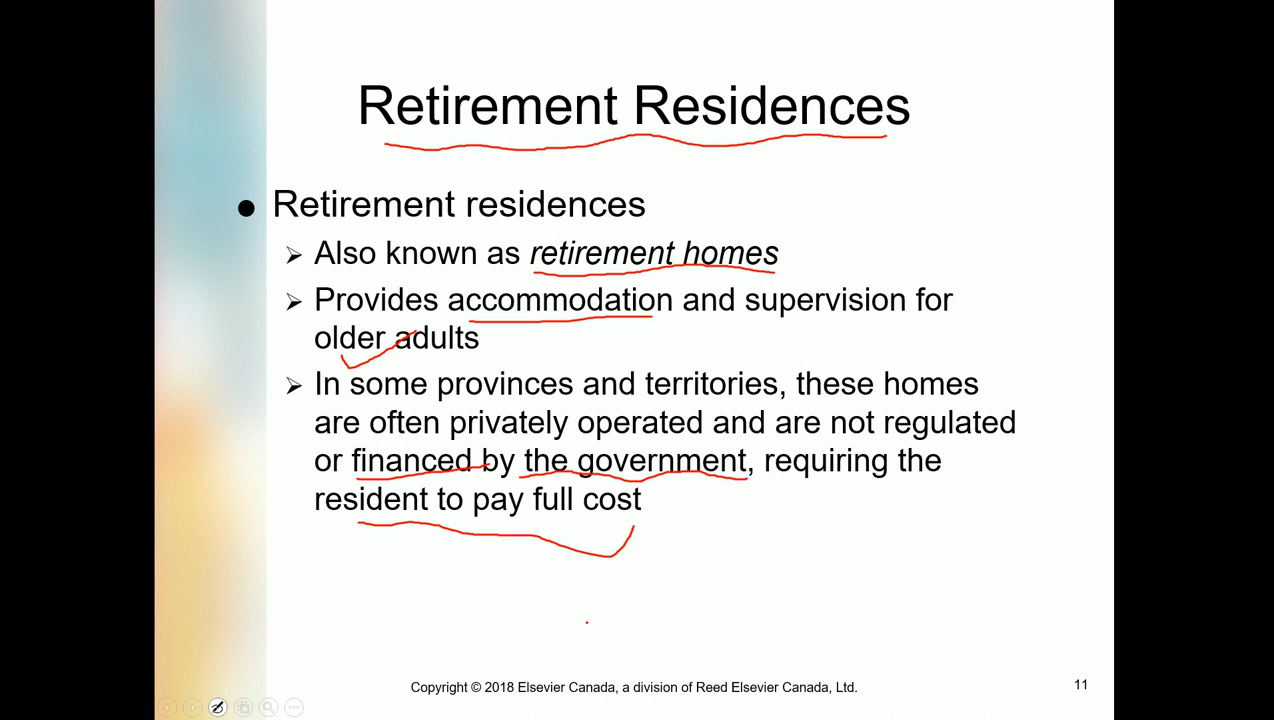 Retirement Residences
● Retirement residences
➢ Also known as retirement homes
➢ Provides accommodation and supervision for
older adults
➢ In some provinces and territories, these homes
are often privately operated and are not regulated
or financed by the government, requiring the
resident to pay full cost
Copyright © 2018 Elsevier Canada, a division of Reed Elsevier Canada, Ltd.
11